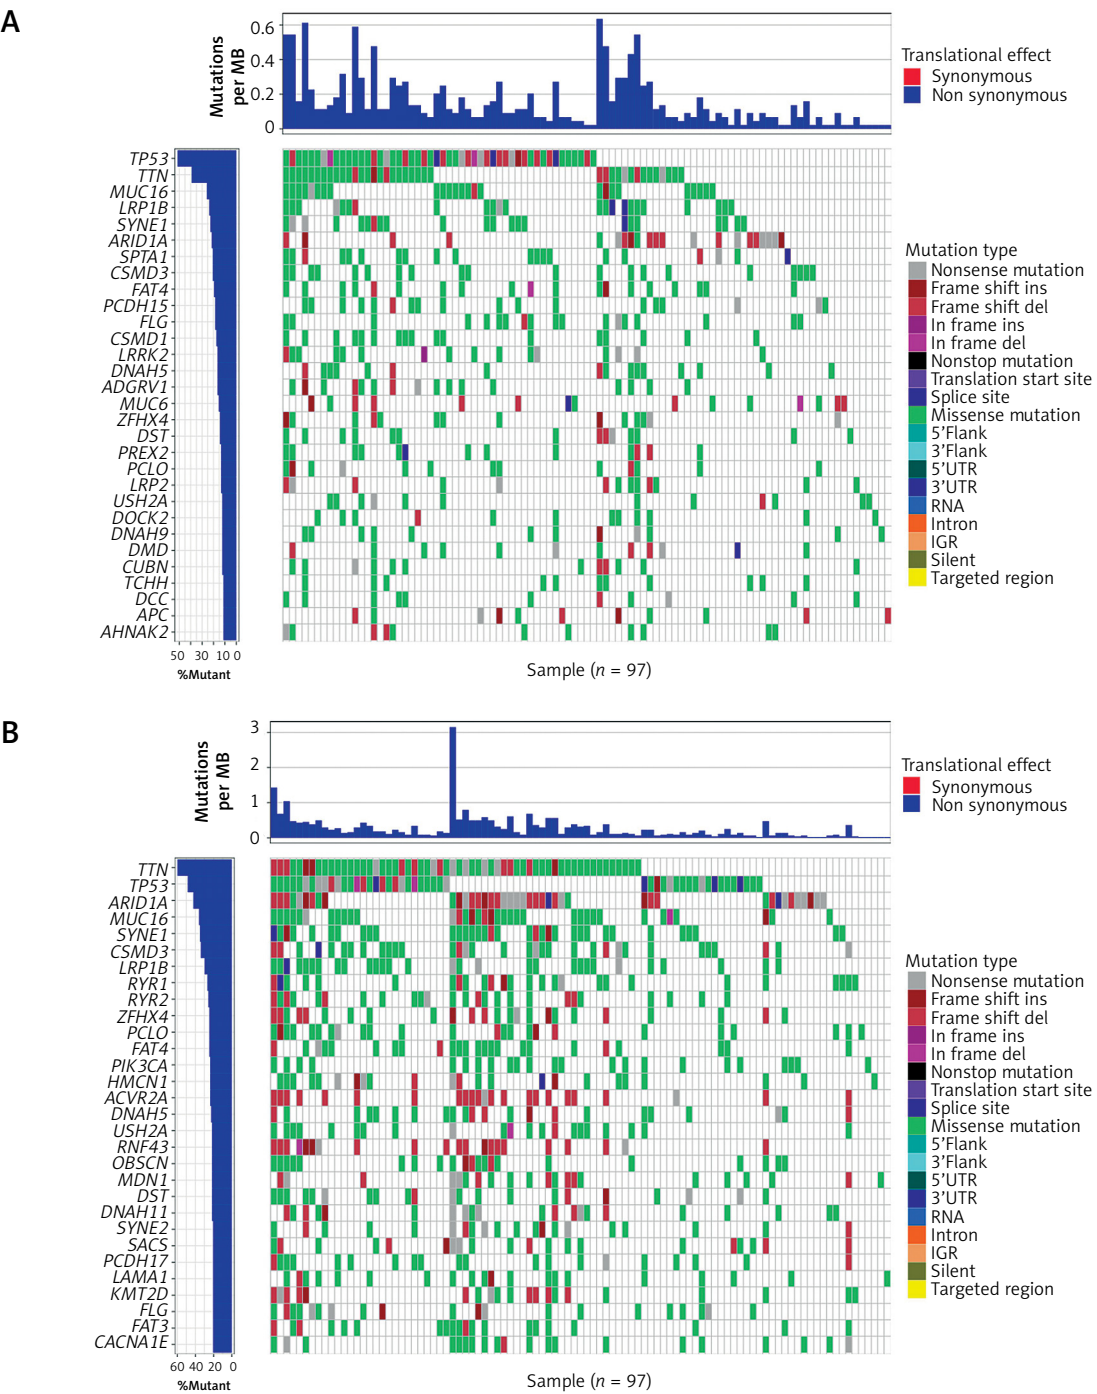 A
Mutations
per MB
0.6
0.4
0.2
0
Translational effect
Synonymous
Non synonymous
TP53
TTN
MUC16
LRP1B
SYNE1
ARID1A
SPTA1
CSMD3
FAT4
PCDH15
FLG
CSMD1
LRRK2
DNAH5
ADGRV1
MUC6
ZFHX4
DST
PREX2
PCLO
LRP2
USH2A
DOCK2
DNAH9
DMD
CUBN
TCHH
DCC
APC
AHNAK2
50 30 10 0
%Mutant
Sample (n = 97)
Mutation type
Nonsense mutation
Frame shift ins
Frame shift del
In frame ins
In frame del
Nonstop mutation
Translation start site
Splice site
Missense mutation
5'Flank
3'Flank
5'UTR
3'UTR
RNA
Intron
IGR
Silent
Targeted region
B
Mutations
per MB
3
2
1
0
Translational effect
Synonymous
Non synonymous
TTN
TP53
ARID1A
MUC16
SYNE1
CSMD3
LRP1B
RYR1
RYR2
ZFHX4
PCLO
FAT4
PIK3CA
HMCN1
ACVR2A
DNAH5
USH2A
RNF43
OBSCN
MDN1
DST
DNAH11
SYNE2
SACS
PCDH17
LAMA1
KMT2D
FLG
FAT3
CACNA1E
60 40 20 0
%Mutant
Sample (n = 97)
Mutation type
Nonsense mutation
Frame shift ins
Frame shift del
In frame ins
In frame del
Nonstop mutation
Translation start site
Splice site
Missense mutation
5'Flank
3'Flank
5'UTR
3'UTR
RNA
Intron
IGR
Silent
Targeted region